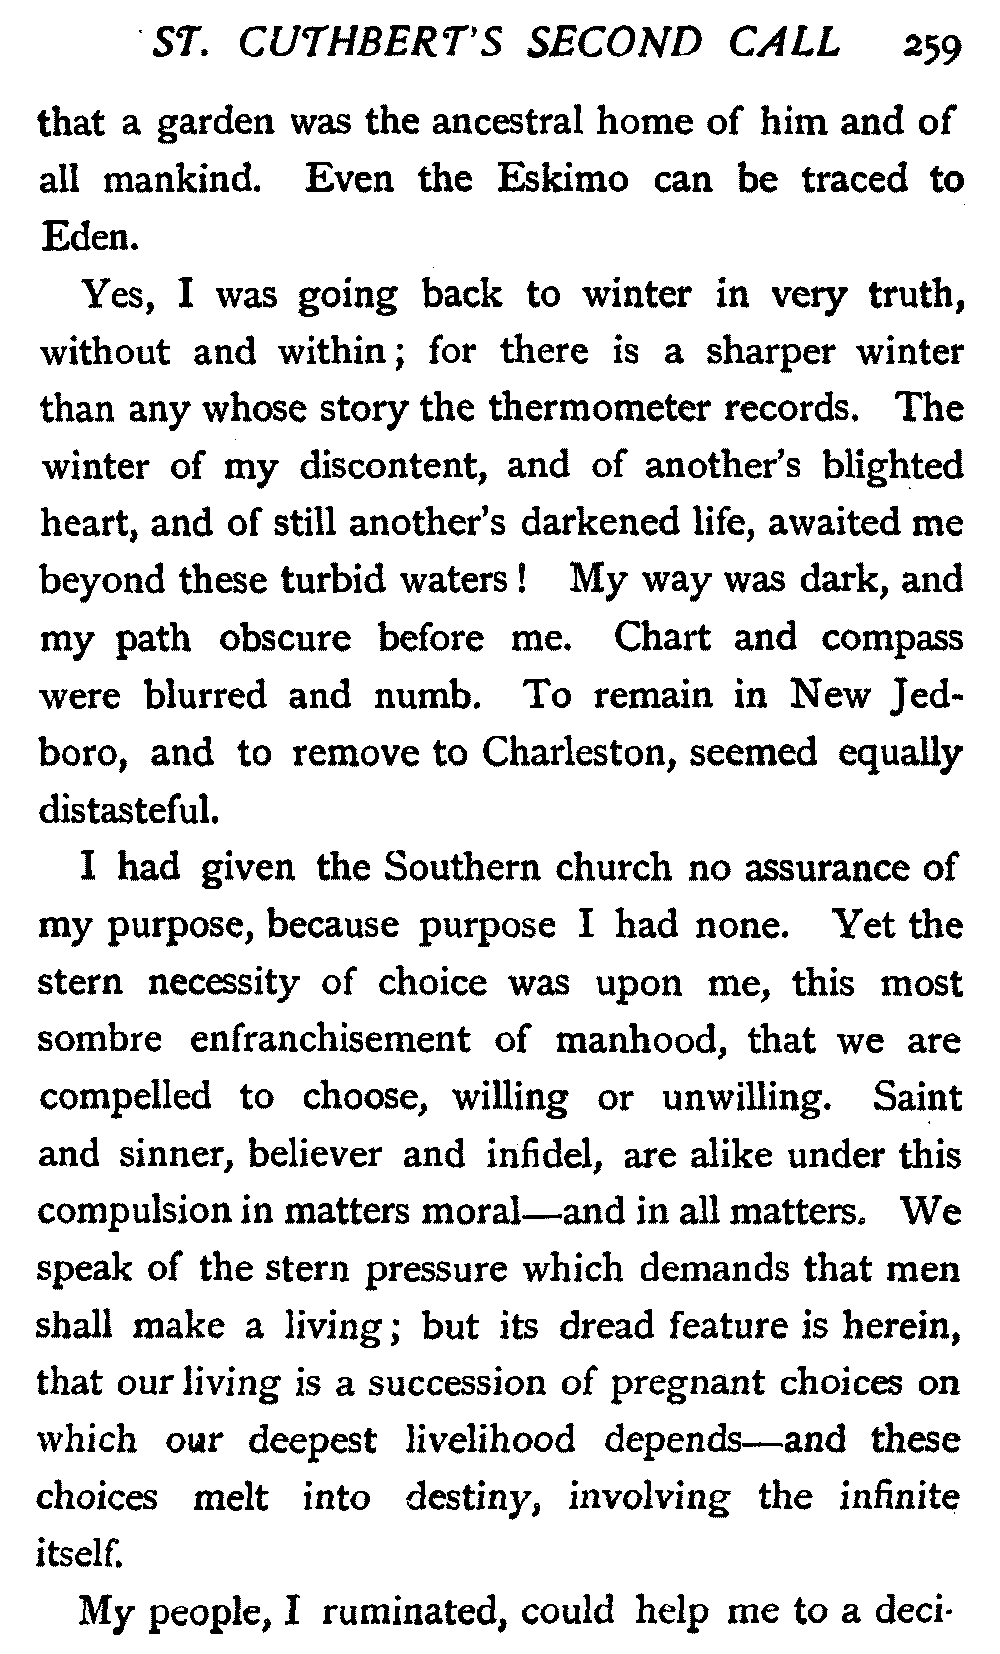 ST. CUTHBERT'S SECOND CALL 259
that a garden was the ancestral home of him and of
all mankind. Even the Eskimo can be traced to
Eden.
Yes, I was going back to winter in very truth,
without and within; for there is a sharper winter
than any whose story the thermometer records. The
winter of my discontent, and of another's blighted
heart, and of still another's darkened life, awaited me
beyond these turbid waters! My way was dark, and
my path obscure before me. Chart and compass
were blurred and numb. To remain in New Jed-
boro, and to remove to Charleston, seemed equally
distasteful.
I had given the Southern church no assurance of
my purpose, because purpose I had none. Yet the
stern necessity of choice was upon me, this most
sombre enfranchisement of manhood, that we are
compelled to choose, willing or unwilling. Saint
and sinner, believer and infidel, are alike under this
compulsion in matters moral—and in all matters. We
speak of the stern pressure which demands that men
shall make a living; but its dread feature is herein,
that our living is a succession of pregnant choices on
which our deepest livelihood depends—and these
choices melt into destiny, involving the infinite
itself.
My people, I ruminated, could help me to a deci-